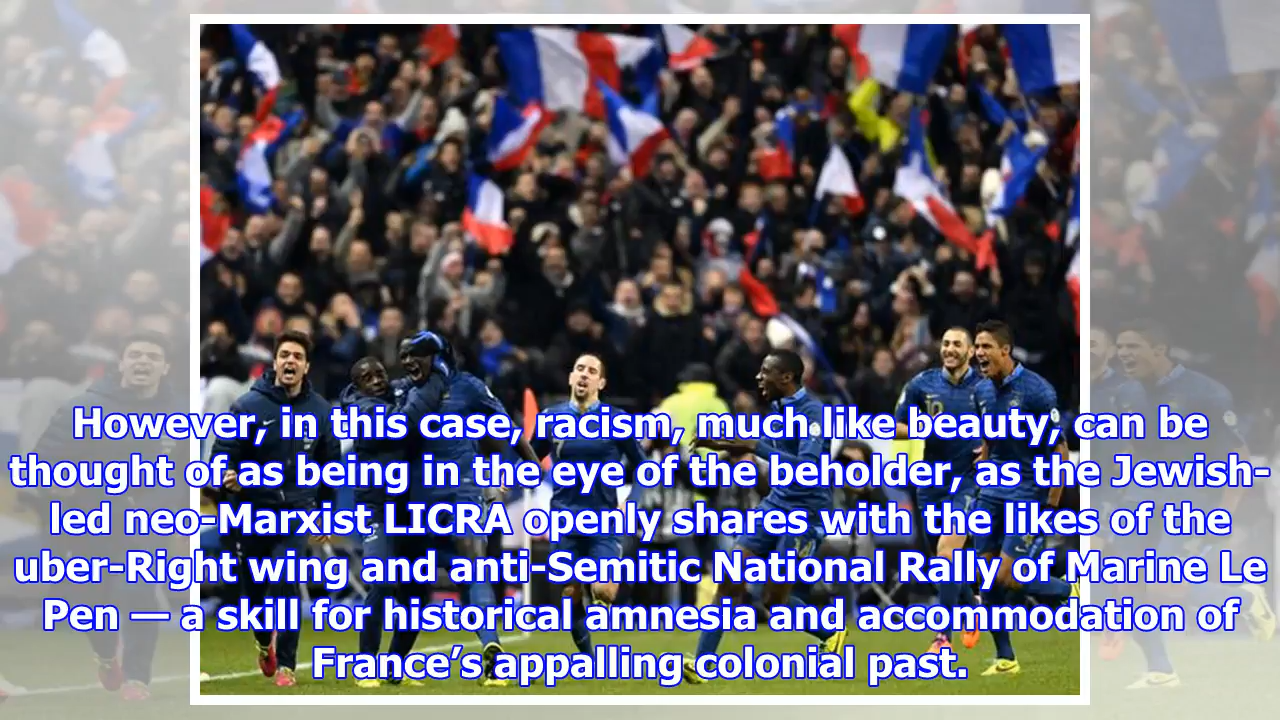 However, in this case, racism, much like beauty, can be
thought of as being in the eye of the beholder, as the Jewish-
led neo-Marxist LICRA openly shares with the likes of the
uber-Right wing and anti-Semitic National Rally of Marine Le
Pen — a skill for historical amnesia and accommodation of
France’s appalling colonial past.